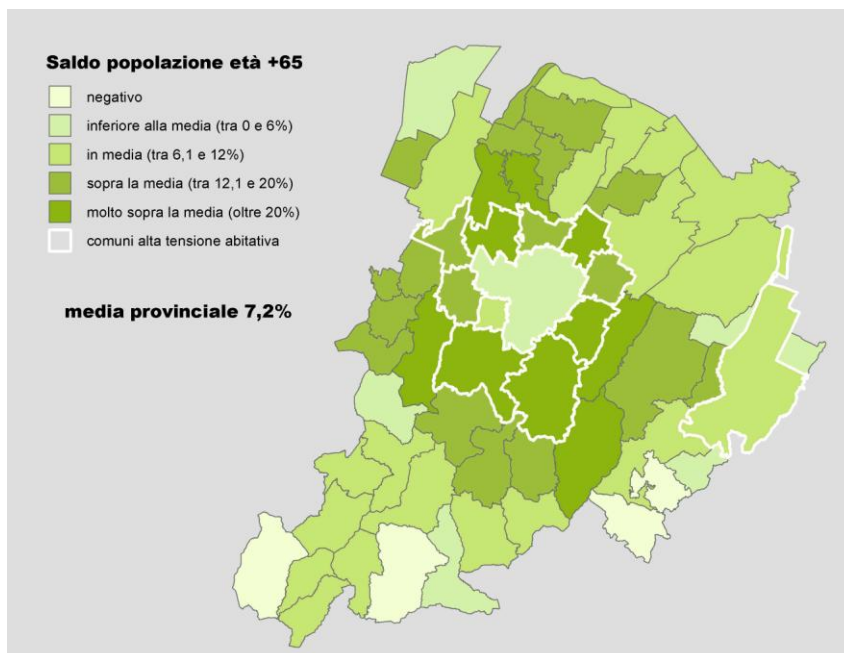 Saldo popolazione età +65
negativo
inferiore alla media (tra 0 e 6%)
in media (tra 6,1 e 12%)
sopra la media (tra 12,1 e 20%)
molto sopra la media (oltre 20%)
comuni alta tensione abitativa
media provinciale 7,2%